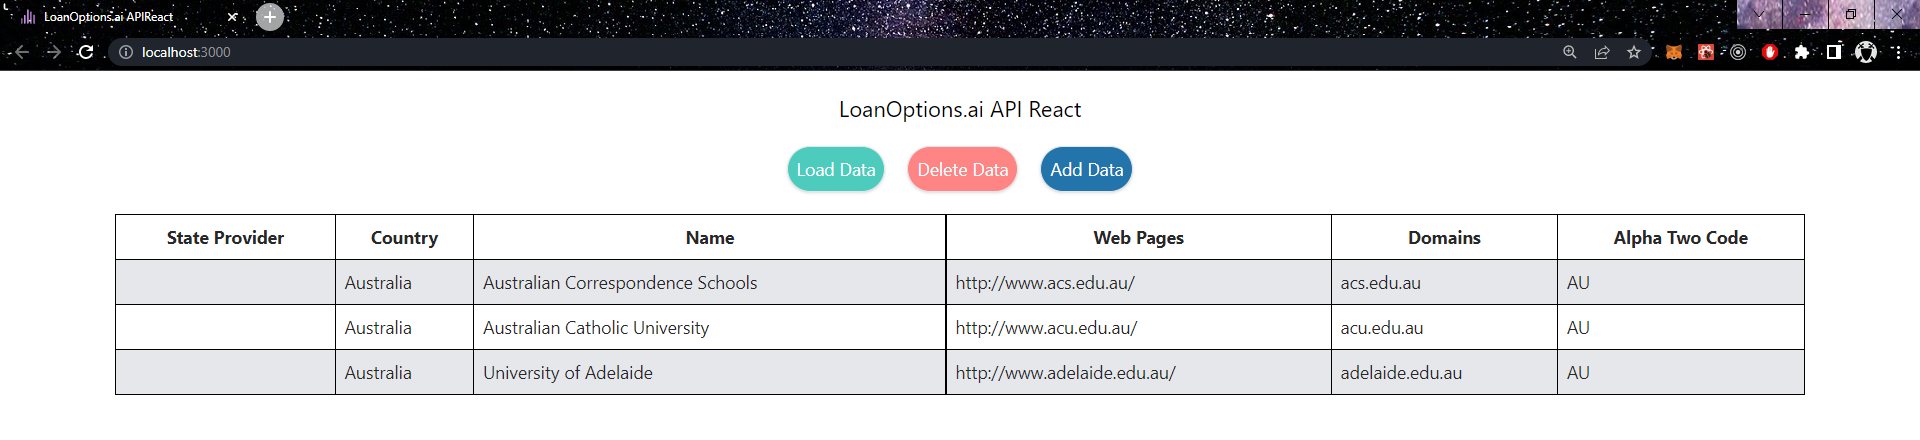 LoanOptions.ai APIReact
localhost:3000
LoanOptions.ai API React
Load Data Delete Data Add Data
State Provider Country Name Web Pages Domains Alpha Two Code
Australia Australian Correspondence Schools http://www.acs.edu.au/ acs.edu.au AU
Australia Australian Catholic University http://www.acu.edu.au/ acu.edu.au AU
Australia University of Adelaide http://www.adelaide.edu.au/ adelaide.edu.au AU